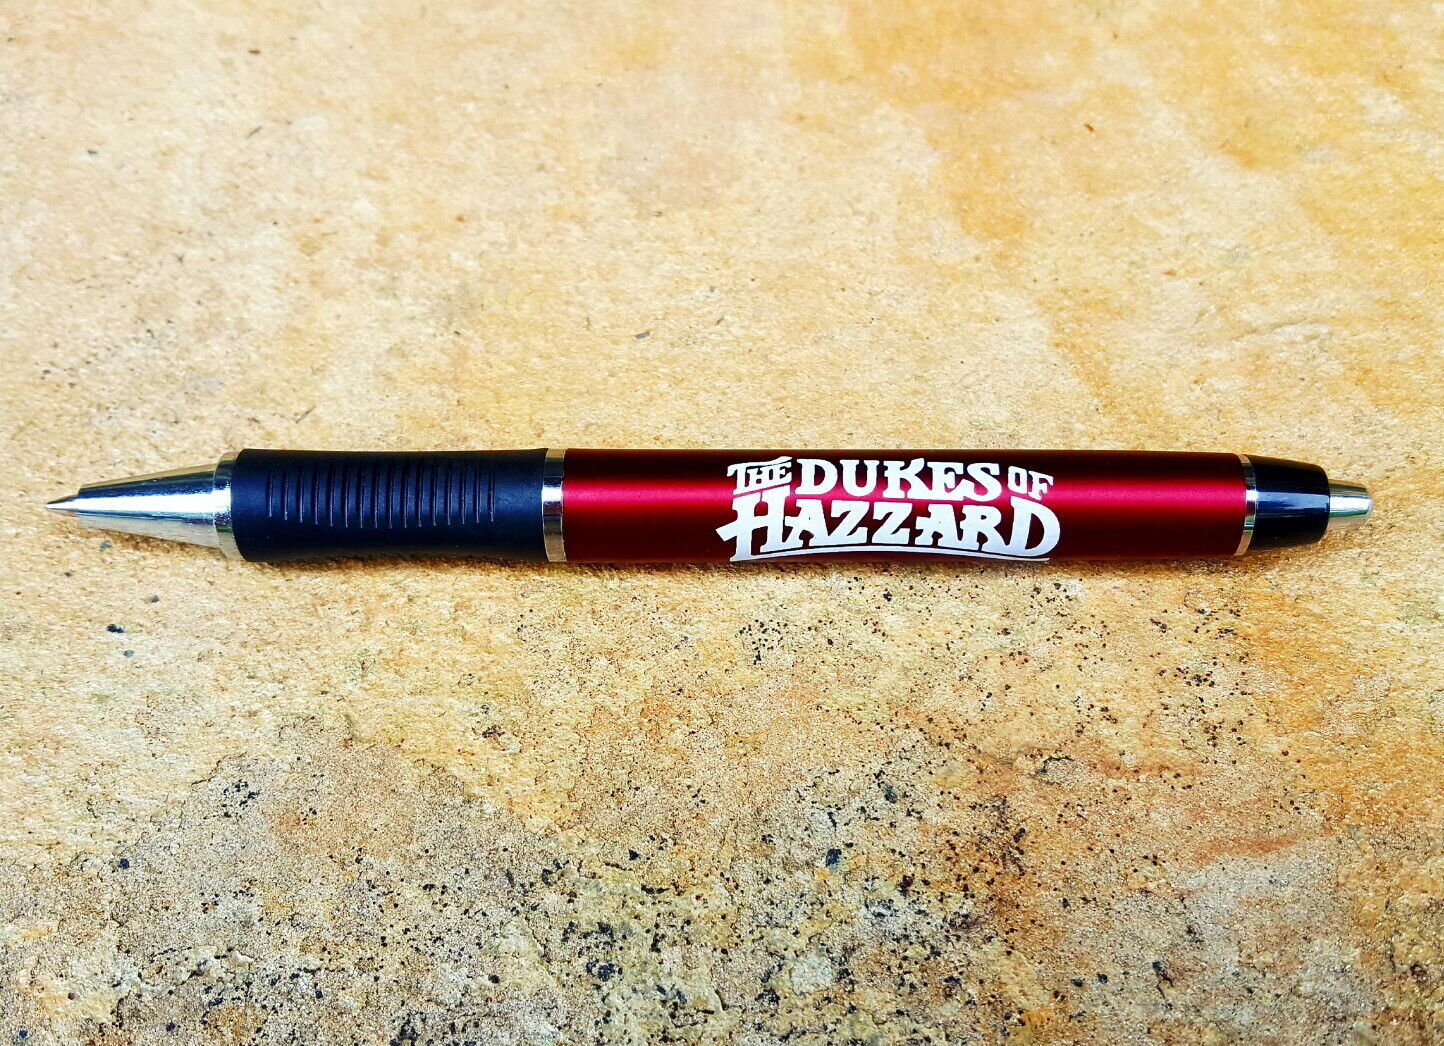 THE DUKES OF
HAZZARD